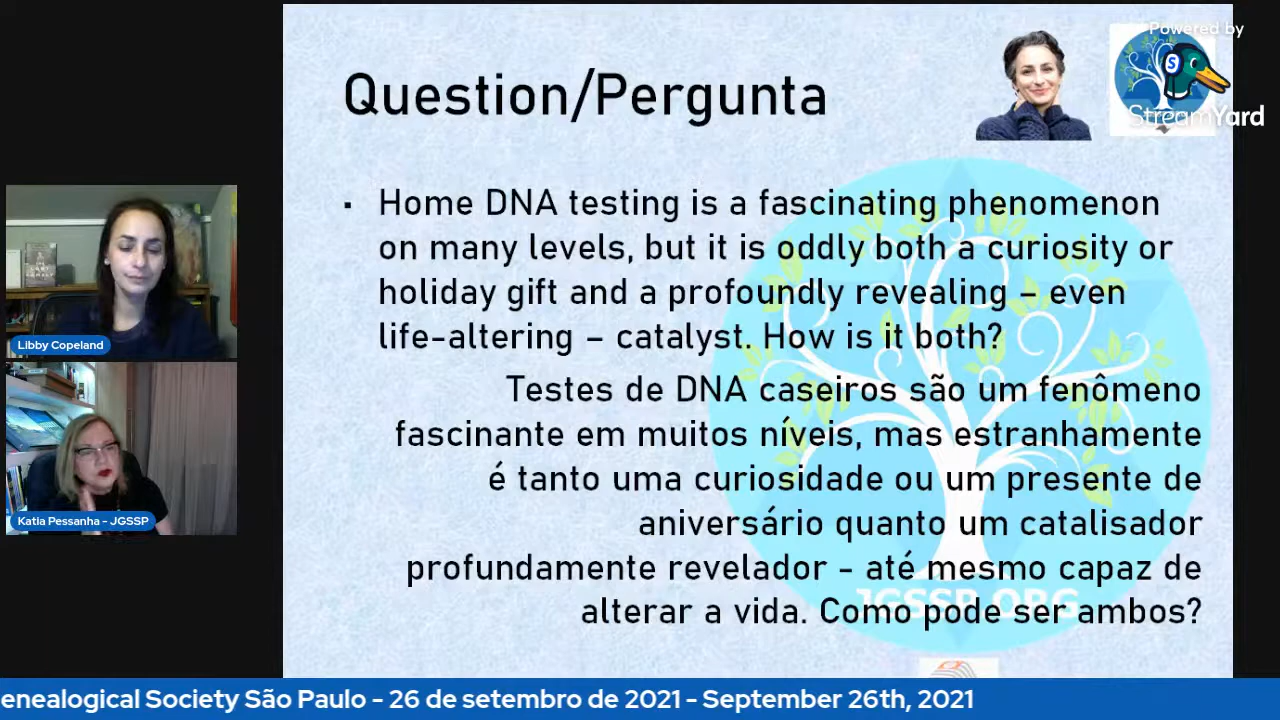 Powered by
StreamYard
S
Question/Pergunta
Home DNA testing is a fascinating phenomenon
on many levels, but it is oddly both a curiosity or
holiday gift and a profoundly revealing – even
life-altering – catalyst. How is it both?
Testes de DNA caseiros são um fenômeno
fascinante em muitos níveis, mas estranhamente
é tanto uma curiosidade ou um presente de
aniversário quanto um catalisador
profundamente revelador - até mesmo capaz de
alterar a vida. Como pode ser ambos?
JGSSP.ORG
Libby Copeland
Katia Pessanha - JGSSP
enealogical Society São Paulo - 26 de setembro de 2021 - September 26th, 2021